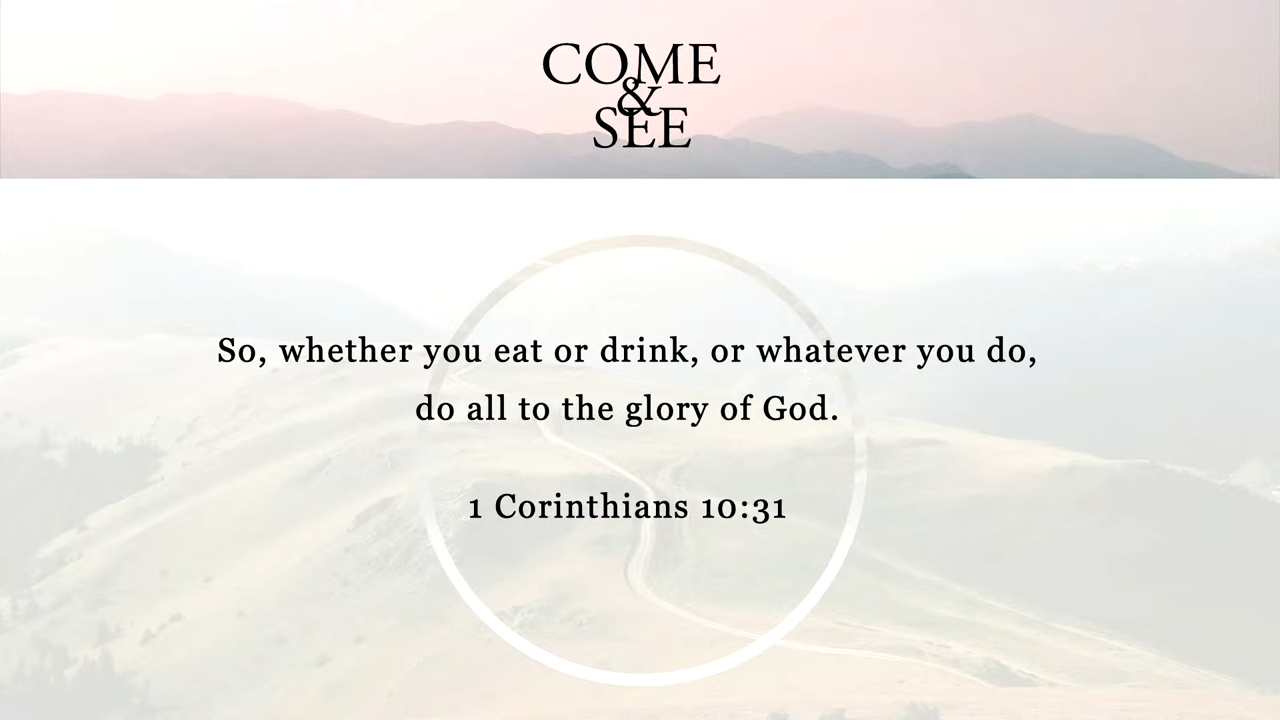 COME
&
SEE
So, whether you eat or drink, or whatever you do,
do all to the glory of God.
1 Corinthians 10:31